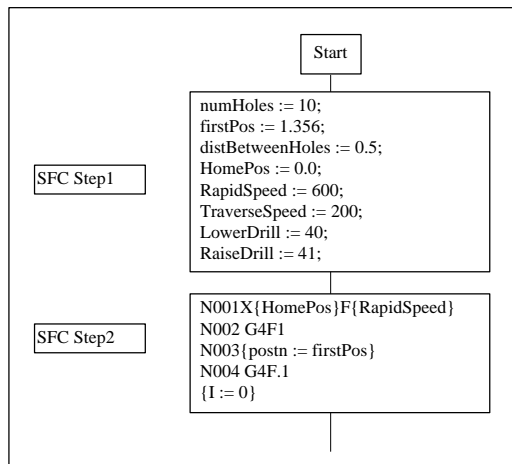 Start
SFC Step1
numHoles := 10;
firstPos := 1.356;
distBetweenHoles := 0.5;
HomePos := 0.0;
RapidSpeed := 600;
TraverseSpeed := 200;
LowerDrill := 40;
RaiseDrill := 41;
SFC Step2
N001X{HomePos}F{RapidSpeed}
N002 G4F1
N003{postn := firstPos}
N004 G4F.1
{I := 0}